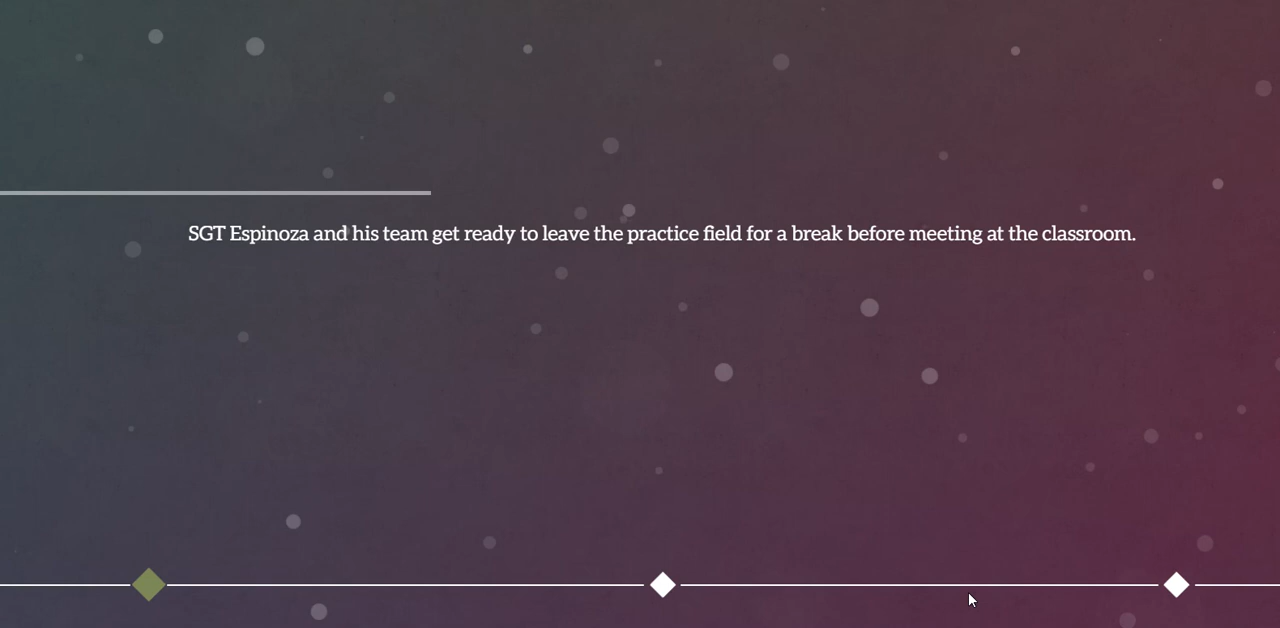 SGT Espinoza and his team get ready to leave the practice field for a break before meeting at the classroom.